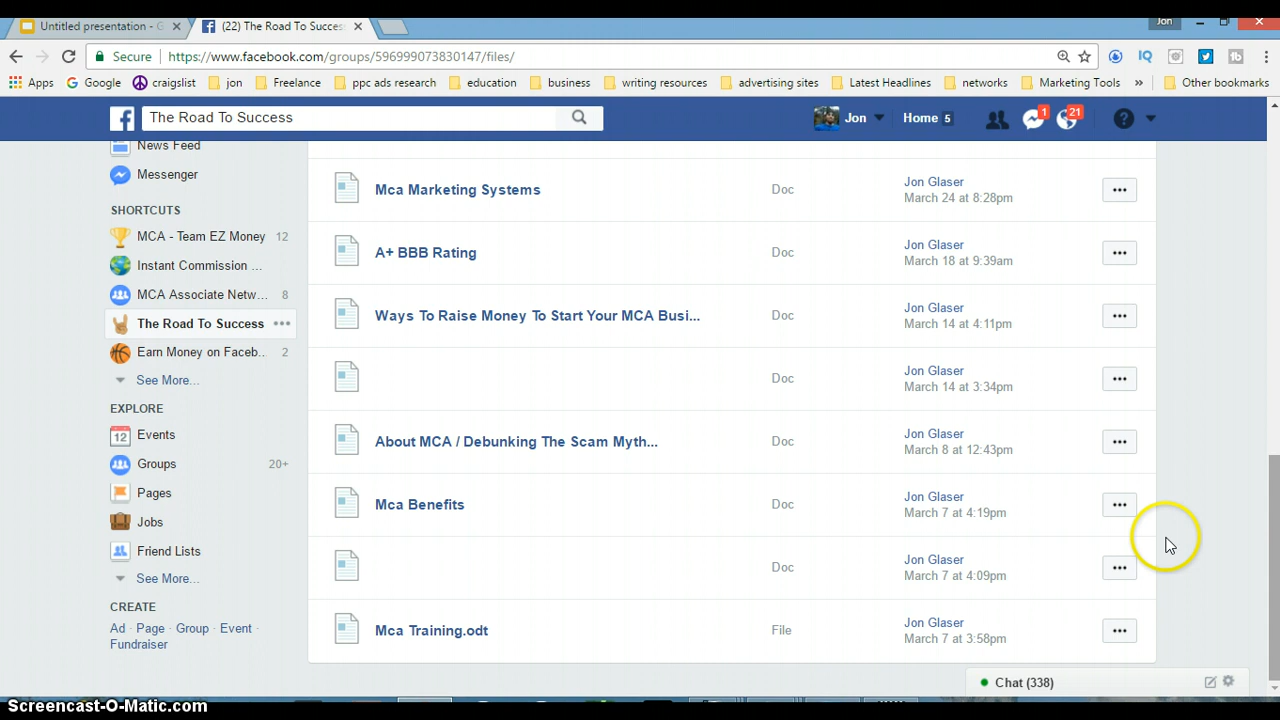 Untitled presentation - G
(22) The Road To Succes
Jon
Secure
https://www.facebook.com/groups/596999073830147/files/
Apps
Google
craigslist
jon
Freelance
ppc ads research
education
business
writing resources
advertising sites
Latest Headlines
networks
Marketing Tools
»
Other bookmarks
The Road To Success
Jon
Home 5
1
21
News Feed
Messenger
SHORTCUTS
MCA - Team EZ Money 12
Instant Commission ...
MCA Associate Netw... 8
The Road To Success
Earn Money on Faceb... 2
See More...
EXPLORE
Events
Groups 20+
Pages
Jobs
Friend Lists
See More...
CREATE
Ad · Page · Group · Event ·
Fundraiser
Mca Marketing Systems
Doc
Jon Glaser
March 24 at 8:28pm
A+ BBB Rating
Doc
Jon Glaser
March 18 at 9:39am
Ways To Raise Money To Start Your MCA Busi...
Doc
Jon Glaser
March 14 at 4:11pm
Doc
Jon Glaser
March 14 at 3:34pm
About MCA / Debunking The Scam Myth...
Doc
Jon Glaser
March 8 at 12:43pm
Mca Benefits
Doc
Jon Glaser
March 7 at 4:19pm
Doc
Jon Glaser
March 7 at 4:09pm
Mca Training.odt
File
Jon Glaser
March 7 at 3:58pm
Chat (338)
Screencast-O-Matic.com